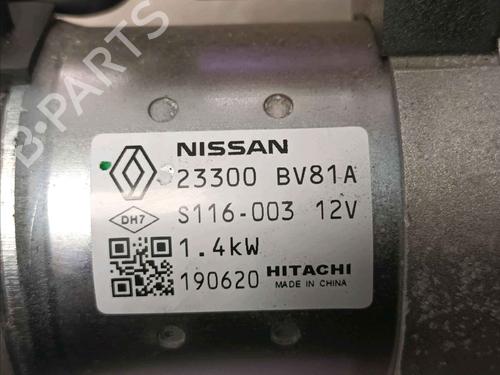 B-PARTS
NISSAN
23300 BV81A
DH7
S116-003 12V
1.4kW
190620 HITACHI
MADE IN CHINA